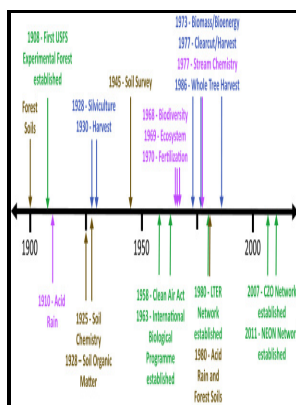 1908 - First USFS
Experimental Forest
established
Forest
Soils
1928 - Silviculture
1930 - Harvest
1945 - Soil Survey
1968 - Biodiversity
1969 - Ecosystem
1970 - Fertilization
1973 - Biomass/Bioenergy
1977 - Clearcut/Harvest
1977 - Stream Chemistry
1986 - Whole Tree Harvest
1900
1950
2000
1910 - Acid
Rain
1925 - Soil
Chemistry
1928 – Soil Organic
Matter
1958 - Clean Air Act
1963 - International
Biological
Programme
established
1980 - LTER
Network
established
1980 - Acid
Rain and
Forest Soils
2007 - CZO Network
established
2011 - NEON Network
established